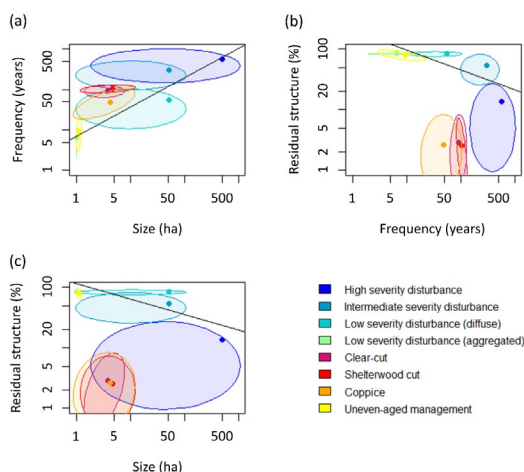 (a)
Frequency (years)
500
50
5
1
1 5 50 500
Size (ha)
(b)
Residual structure (%)
100
20
5
2
1
1 5 50 500
Frequency (years)
(c)
Residual structure (%)
100
20
5
2
1
1 5 50 500
Size (ha)
High severity disturbance
Intermediate severity disturbance
Low severity disturbance (diffuse)
Low severity disturbance (aggregated)
Clear-cut
Shelterwood cut
Coppice
Uneven-aged management